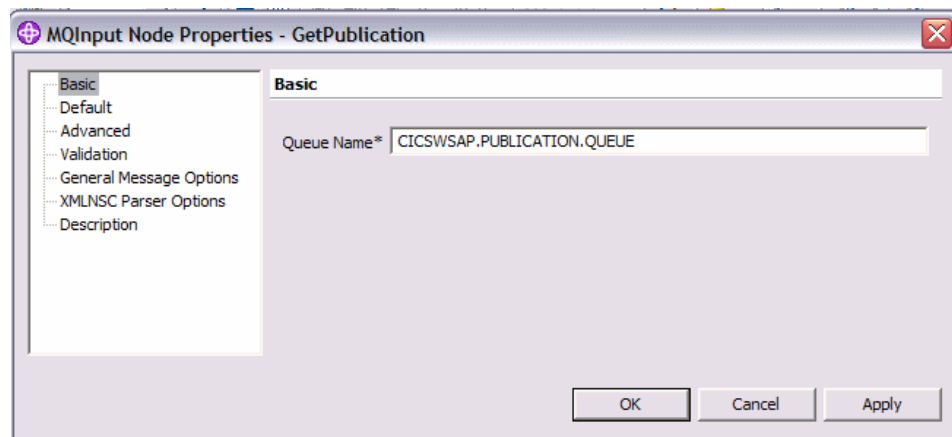 MQInput Node Properties - GetPublication
Basic
Default
Advanced
Validation
General Message Options
XMLNSC Parser Options
Description
Basic
Queue Name* CICSWSAP.PUBLICATION.QUEUE
OK Cancel Apply